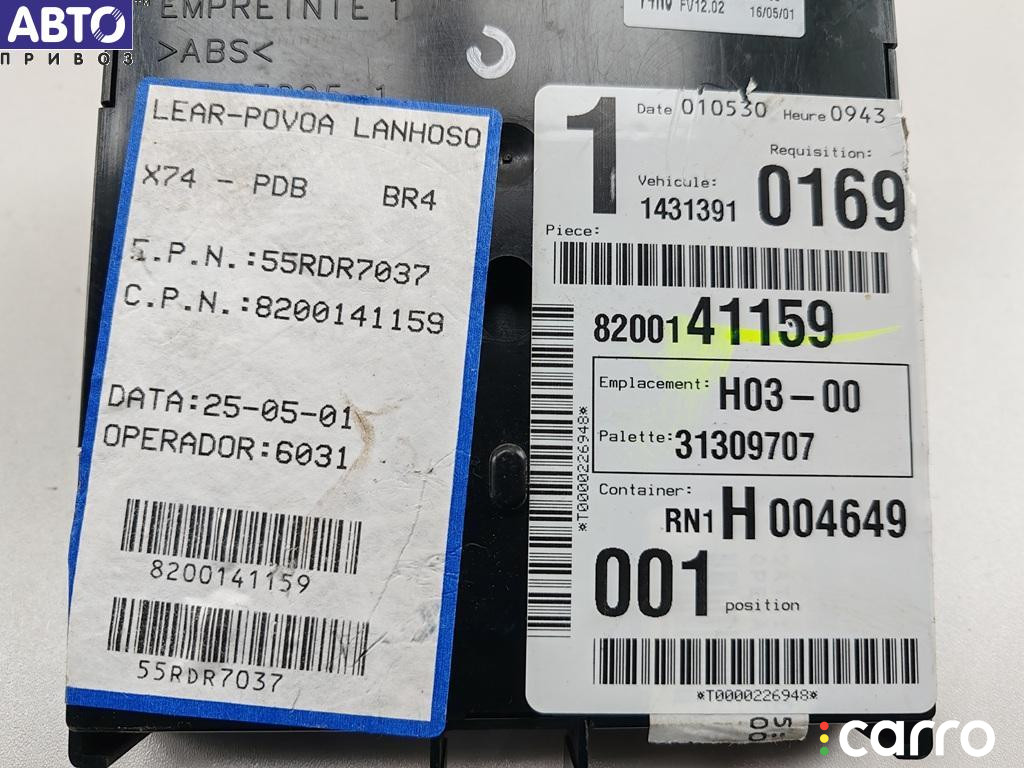 АВТО
ПРИВОЗ
EMPREINTE 1
>ABS<
FV12.02
16/05/01
LEAR-POVOA LANHOSO
X74 - PDB BR4
S.P.N.:55RDR7037
C.P.N.:8200141159
DATA:25-05-01
OPERADOR:6031
8200141159
55RDR7037
1
Date 010530 Heure 0943
Requisition:
0169
Vehicule:
1431391
Piece:
8200141159
Emplacement: H03-00
Palette: 31309707
Container:
RN1 H 004649
001 position
*T0000226948*
*T0000226948*
carro